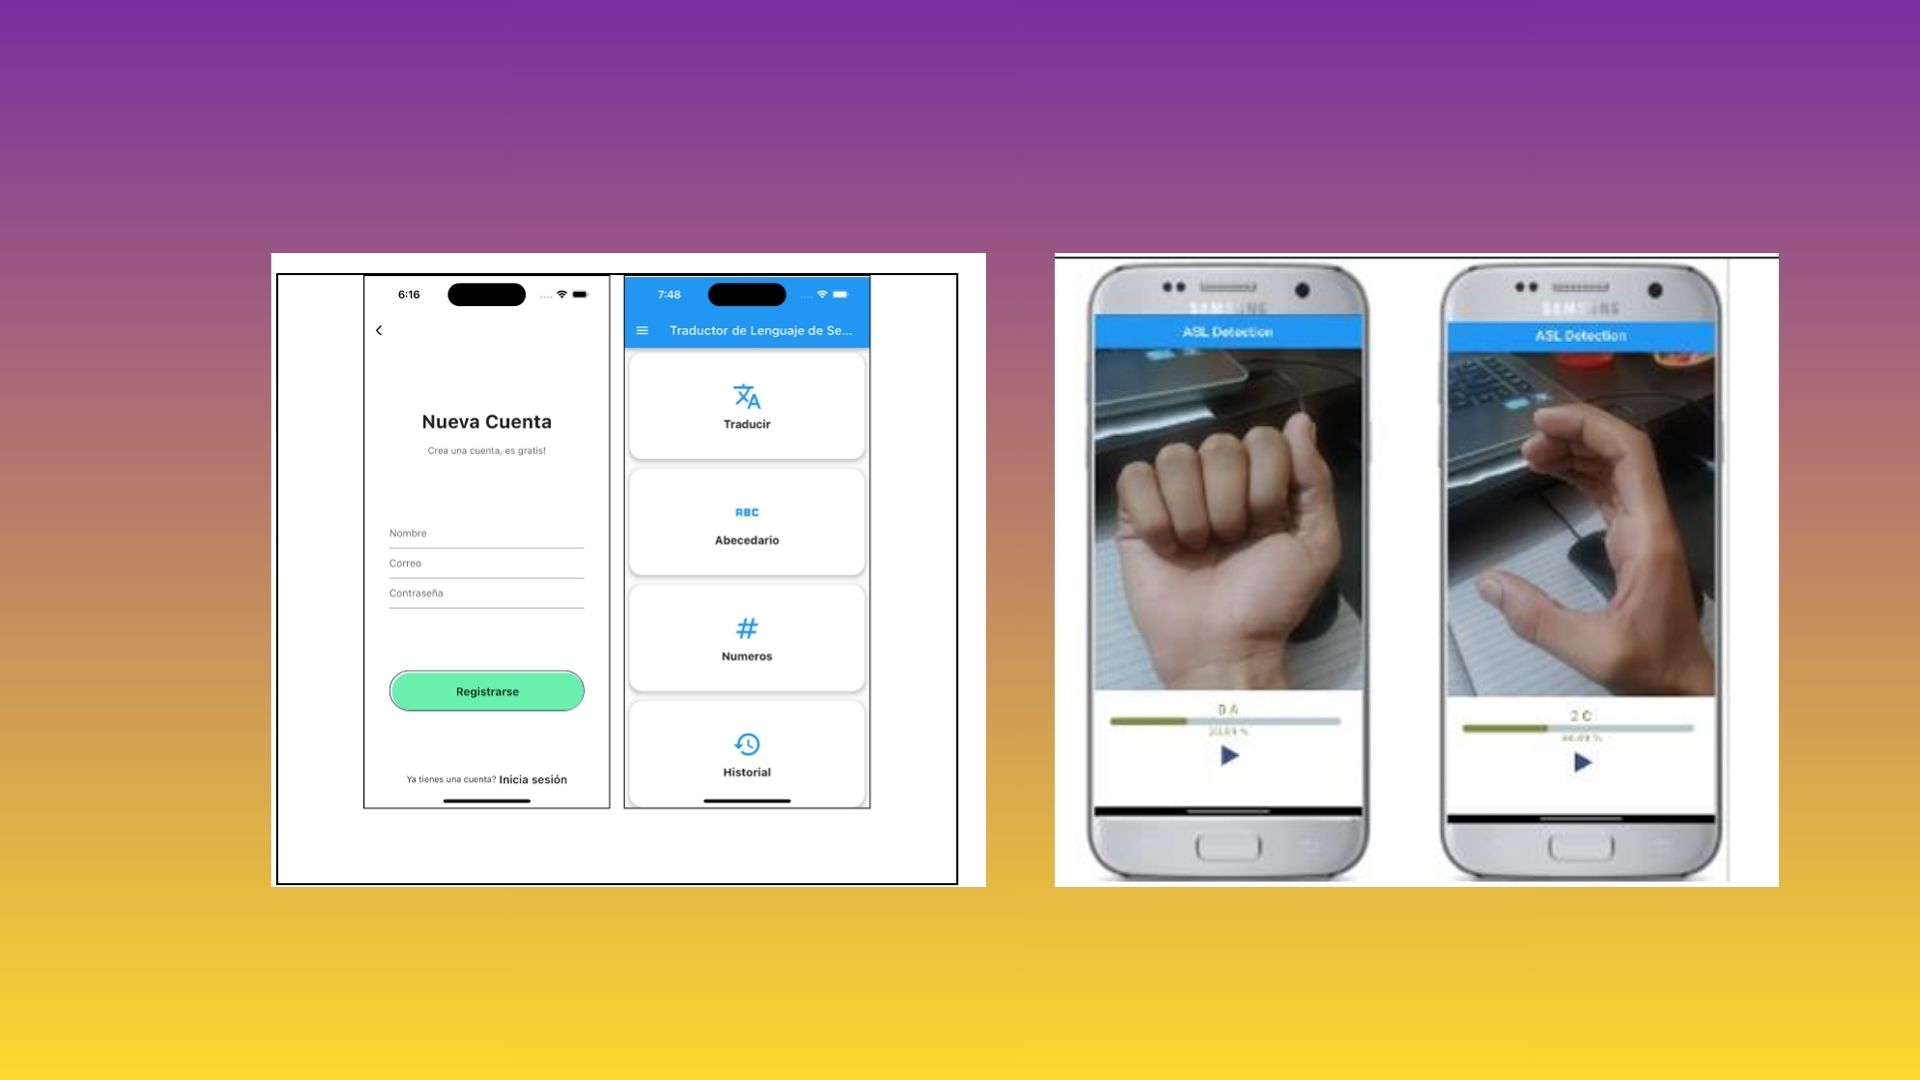 6:16
Nueva Cuenta
Crea una cuenta, es gratis!
Nombre
Correo
Contraseña
Registrarse
Ya tienes una cuenta? Inicia sesión
7:48
Traductor de Lenguaje de Se...
Traducir
ABC
Abecedario
#
Numeros
Historial
SAMSUNG
ASL Detection
0 A
SAMSUNG
ASL Detection
2 C